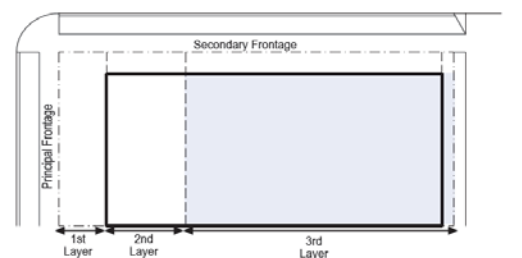 Secondary Frontage
Principal Frontage
1st
Layer
2nd
Layer
3rd
Layer